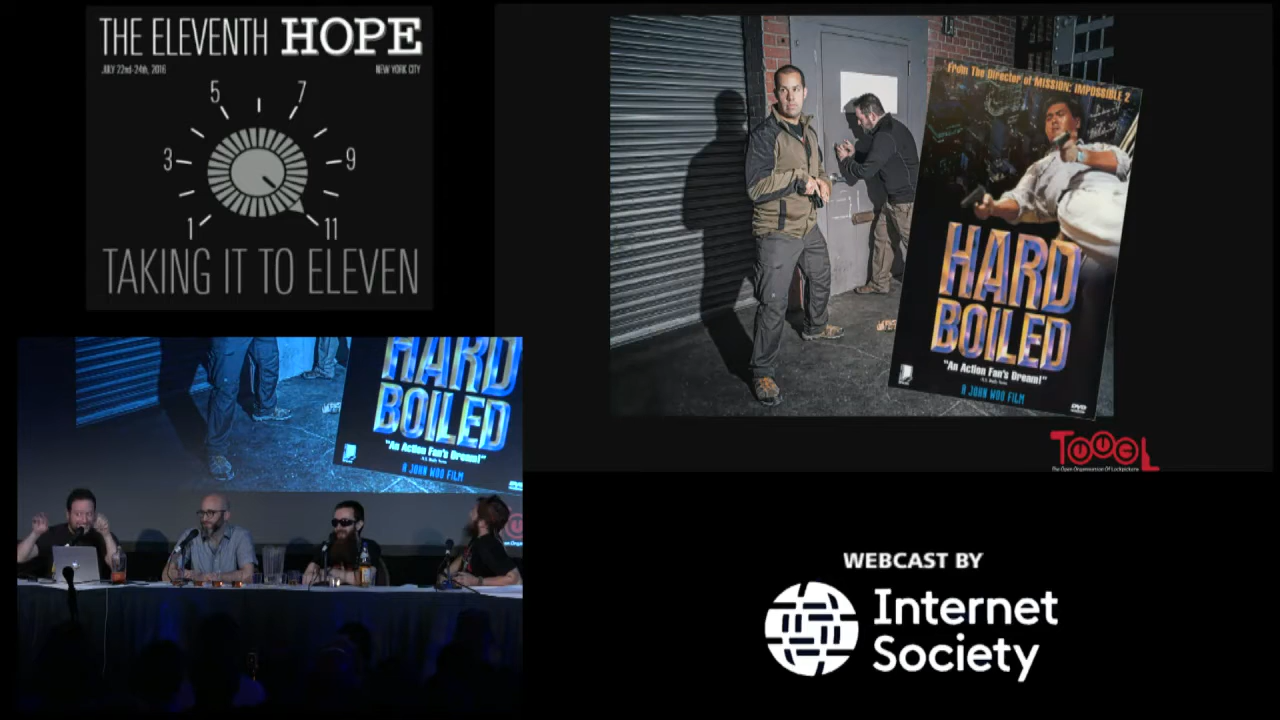 THE ELEVENTH HOPE
JULY 22nd-24th, 2016
NEW YORK CITY
5
7
3
9
1
11
TAKING IT TO ELEVEN
From The Director of MISSION: IMPOSSIBLE 2
HARD
BOILED
"An Action Fan's Dream!"
A JOHN WOO FILM
DVD
TOOOL
The Open Organisation Of Lockpickers
HARD
BOILED
"An Action Fan's Dream!"
A JOHN WOO FILM
WEBCAST BY
Internet
Society